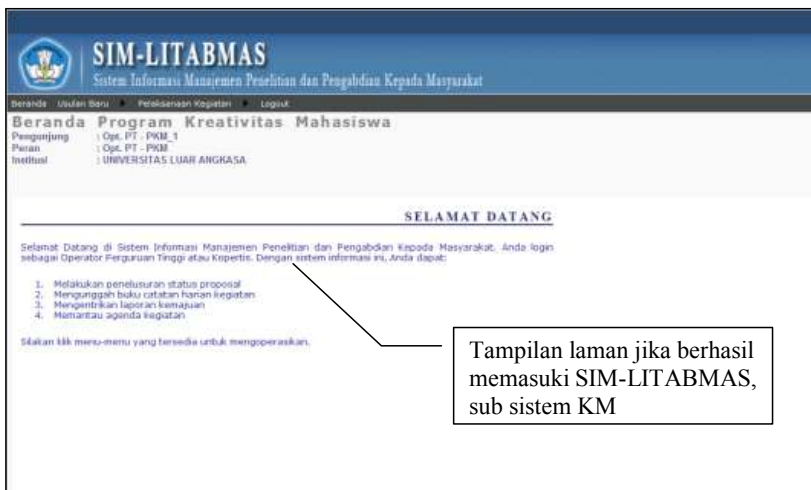 SIM-LITABMAS
Sistem Informasi Manajemen Penelitian dan Pengabdian Kepada Masyarakat
Beranda Usulan Baru Pelaksanaan Kegiatan Logout
Beranda Program Kreativitas Mahasiswa
Pengunjung : Opt. PT - PKM_1
Peran : Opt. PT - PKM
Institusi : UNIVERSITAS LUAR ANGKASA
SELAMAT DATANG
Selamat Datang di Sistem Informasi Manajemen Penelitian dan Pengabdian Kepada Masyarakat. Anda login
sebagai Operator Perguruan Tinggi atau Kopertis. Dengan sistem informasi ini, Anda dapat:
1. Melakukan penelusuran status proposal
2. Mengunggah buku catatan harian kegiatan
3. Mengentrikan laporan kemajuan
4. Memantau agenda kegiatan
Silakan klik menu-menu yang tersedia untuk mengoperasikan.
Tampilan laman jika berhasil
memasuki SIM-LITABMAS,
sub sistem KM